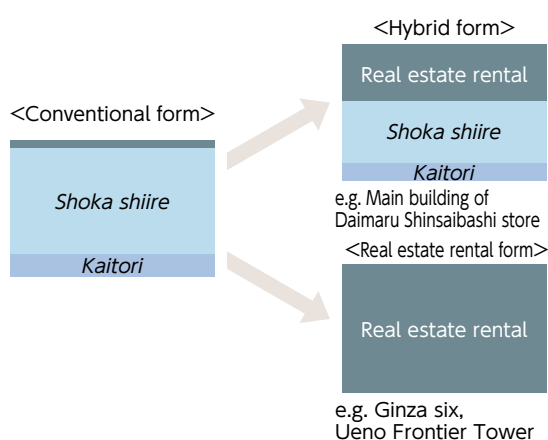 <Conventional form>
Shoka shiire
Kaitori
<Hybrid form>
Real estate rental
Shoka shiire
Kaitori
e.g. Main building of
Daimaru Shinsaibashi store
<Real estate rental form>
Real estate rental
e.g. Ginza six,
Ueno Frontier Tower